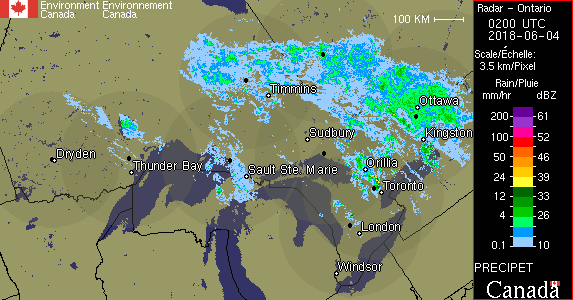 Environment Environnement
Canada Canada
100 KM
Timmins
Ottawa
Sudbury
Kingston
Dryden
Thunder Bay
Sault Ste. Marie
Orillia
Toronto
London
Windsor
Radar - Ontario
0200 UTC
2018-06-04
Scale/Échelle:
3.5 km/Pixel
Rain/Pluie
mm/hr dBZ
200 61
100 52
50 46
24 39
12 33
4 26
0.1 10
PRECIPET
Canada